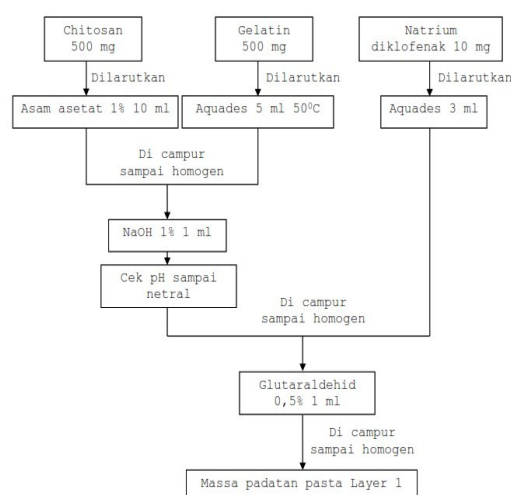 Chitosan
500 mg
Gelatin
500 mg
Natrium
diklofenak 10 mg
Dilarutkan
Dilarutkan
Dilarutkan
Asam asetat 1% 10 ml
Aquades 5 ml 50⁰C
Aquades 3 ml
Di campur
sampai homogen
NaOH 1% 1 ml
Cek pH sampai
netral
Di campur
sampai homogen
Glutaraldehid
0,5% 1 ml
Di campur
sampai homogen
Massa padatan pasta Layer 1